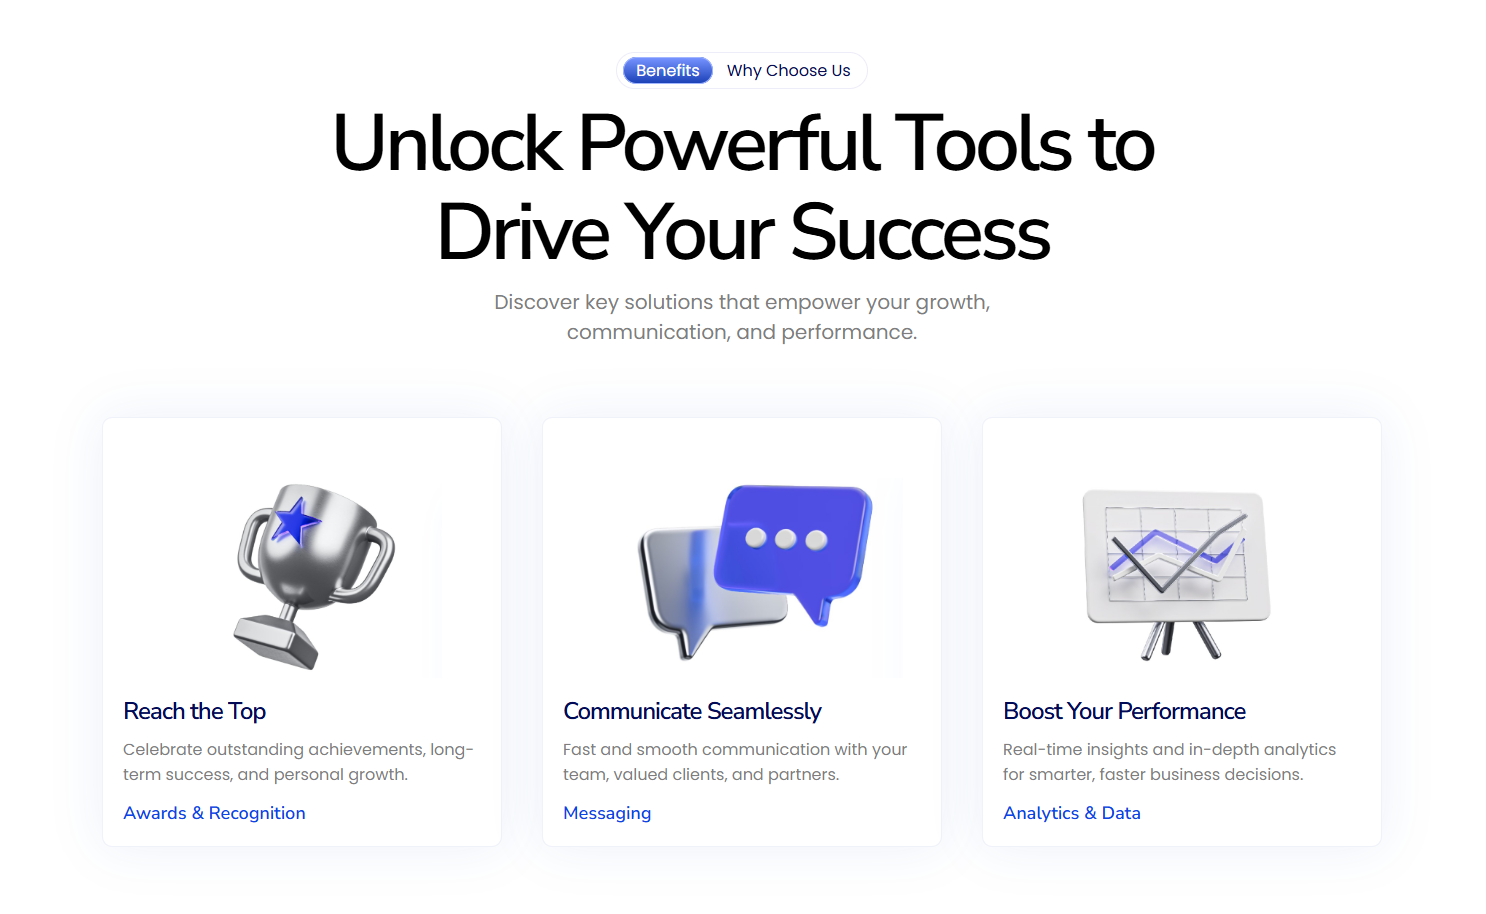 Benefits Why Choose Us
Unlock Powerful Tools to
Drive Your Success
Discover key solutions that empower your growth,
communication, and performance.
Reach the Top
Celebrate outstanding achievements, long-
term success, and personal growth.
Awards & Recognition
Communicate Seamlessly
Fast and smooth communication with your
team, valued clients, and partners.
Messaging
Boost Your Performance
Real-time insights and in-depth analytics
for smarter, faster business decisions.
Analytics & Data